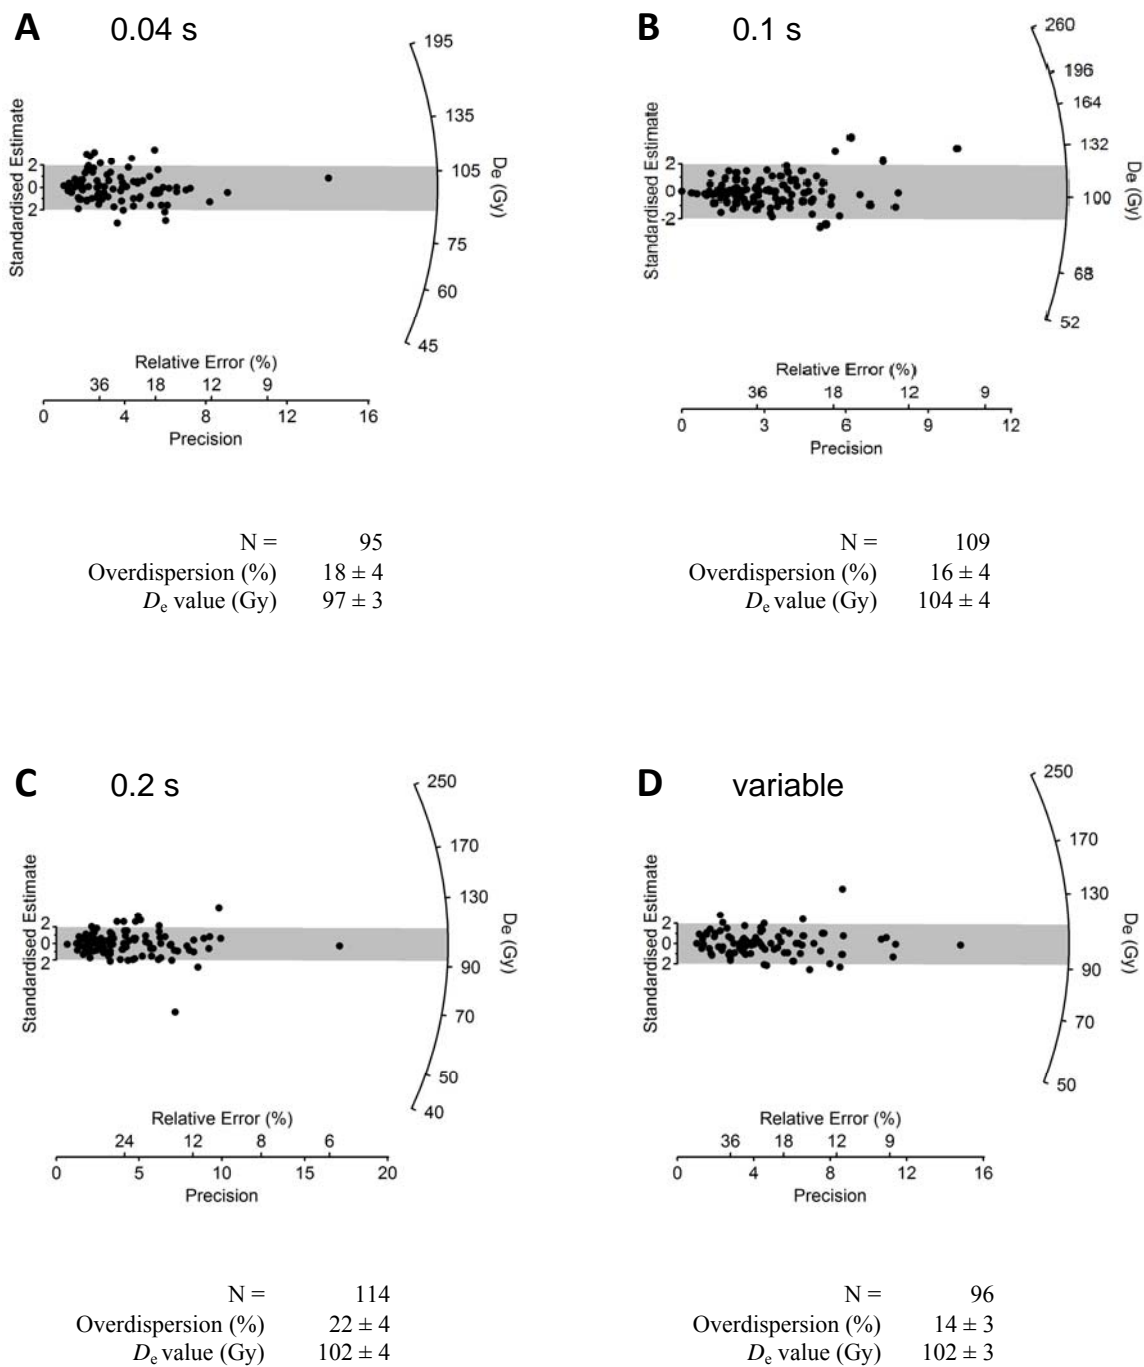 A 0.04 s
195
135
105
75
60
45
De (Gy)
Standardised Estimate
2
0
2
Relative Error (%)
36 18 12 9
0 4 8 12 16
Precision
N = 95
Overdispersion (%) 18 ± 4
De value (Gy) 97 ± 3
B 0.1 s
260
196
164
132
100
68
52
De (Gy)
Standardised Estimate
2
0
-2
Relative Error (%)
36 18 12 9
0 3 6 9 12
Precision
N = 109
Overdispersion (%) 16 ± 4
De value (Gy) 104 ± 4
C 0.2 s
250
170
130
90
70
50
40
De (Gy)
Standardised Estimate
2
0
2
Relative Error (%)
24 12 8 6
0 5 10 15 20
Precision
N = 114
Overdispersion (%) 22 ± 4
De value (Gy) 102 ± 4
D variable
250
170
130
90
70
50
De (Gy)
Standardised Estimate
2
0
2
Relative Error (%)
36 18 12 9
0 4 8 12 16
Precision
N = 96
Overdispersion (%) 14 ± 3
De value (Gy) 102 ± 3